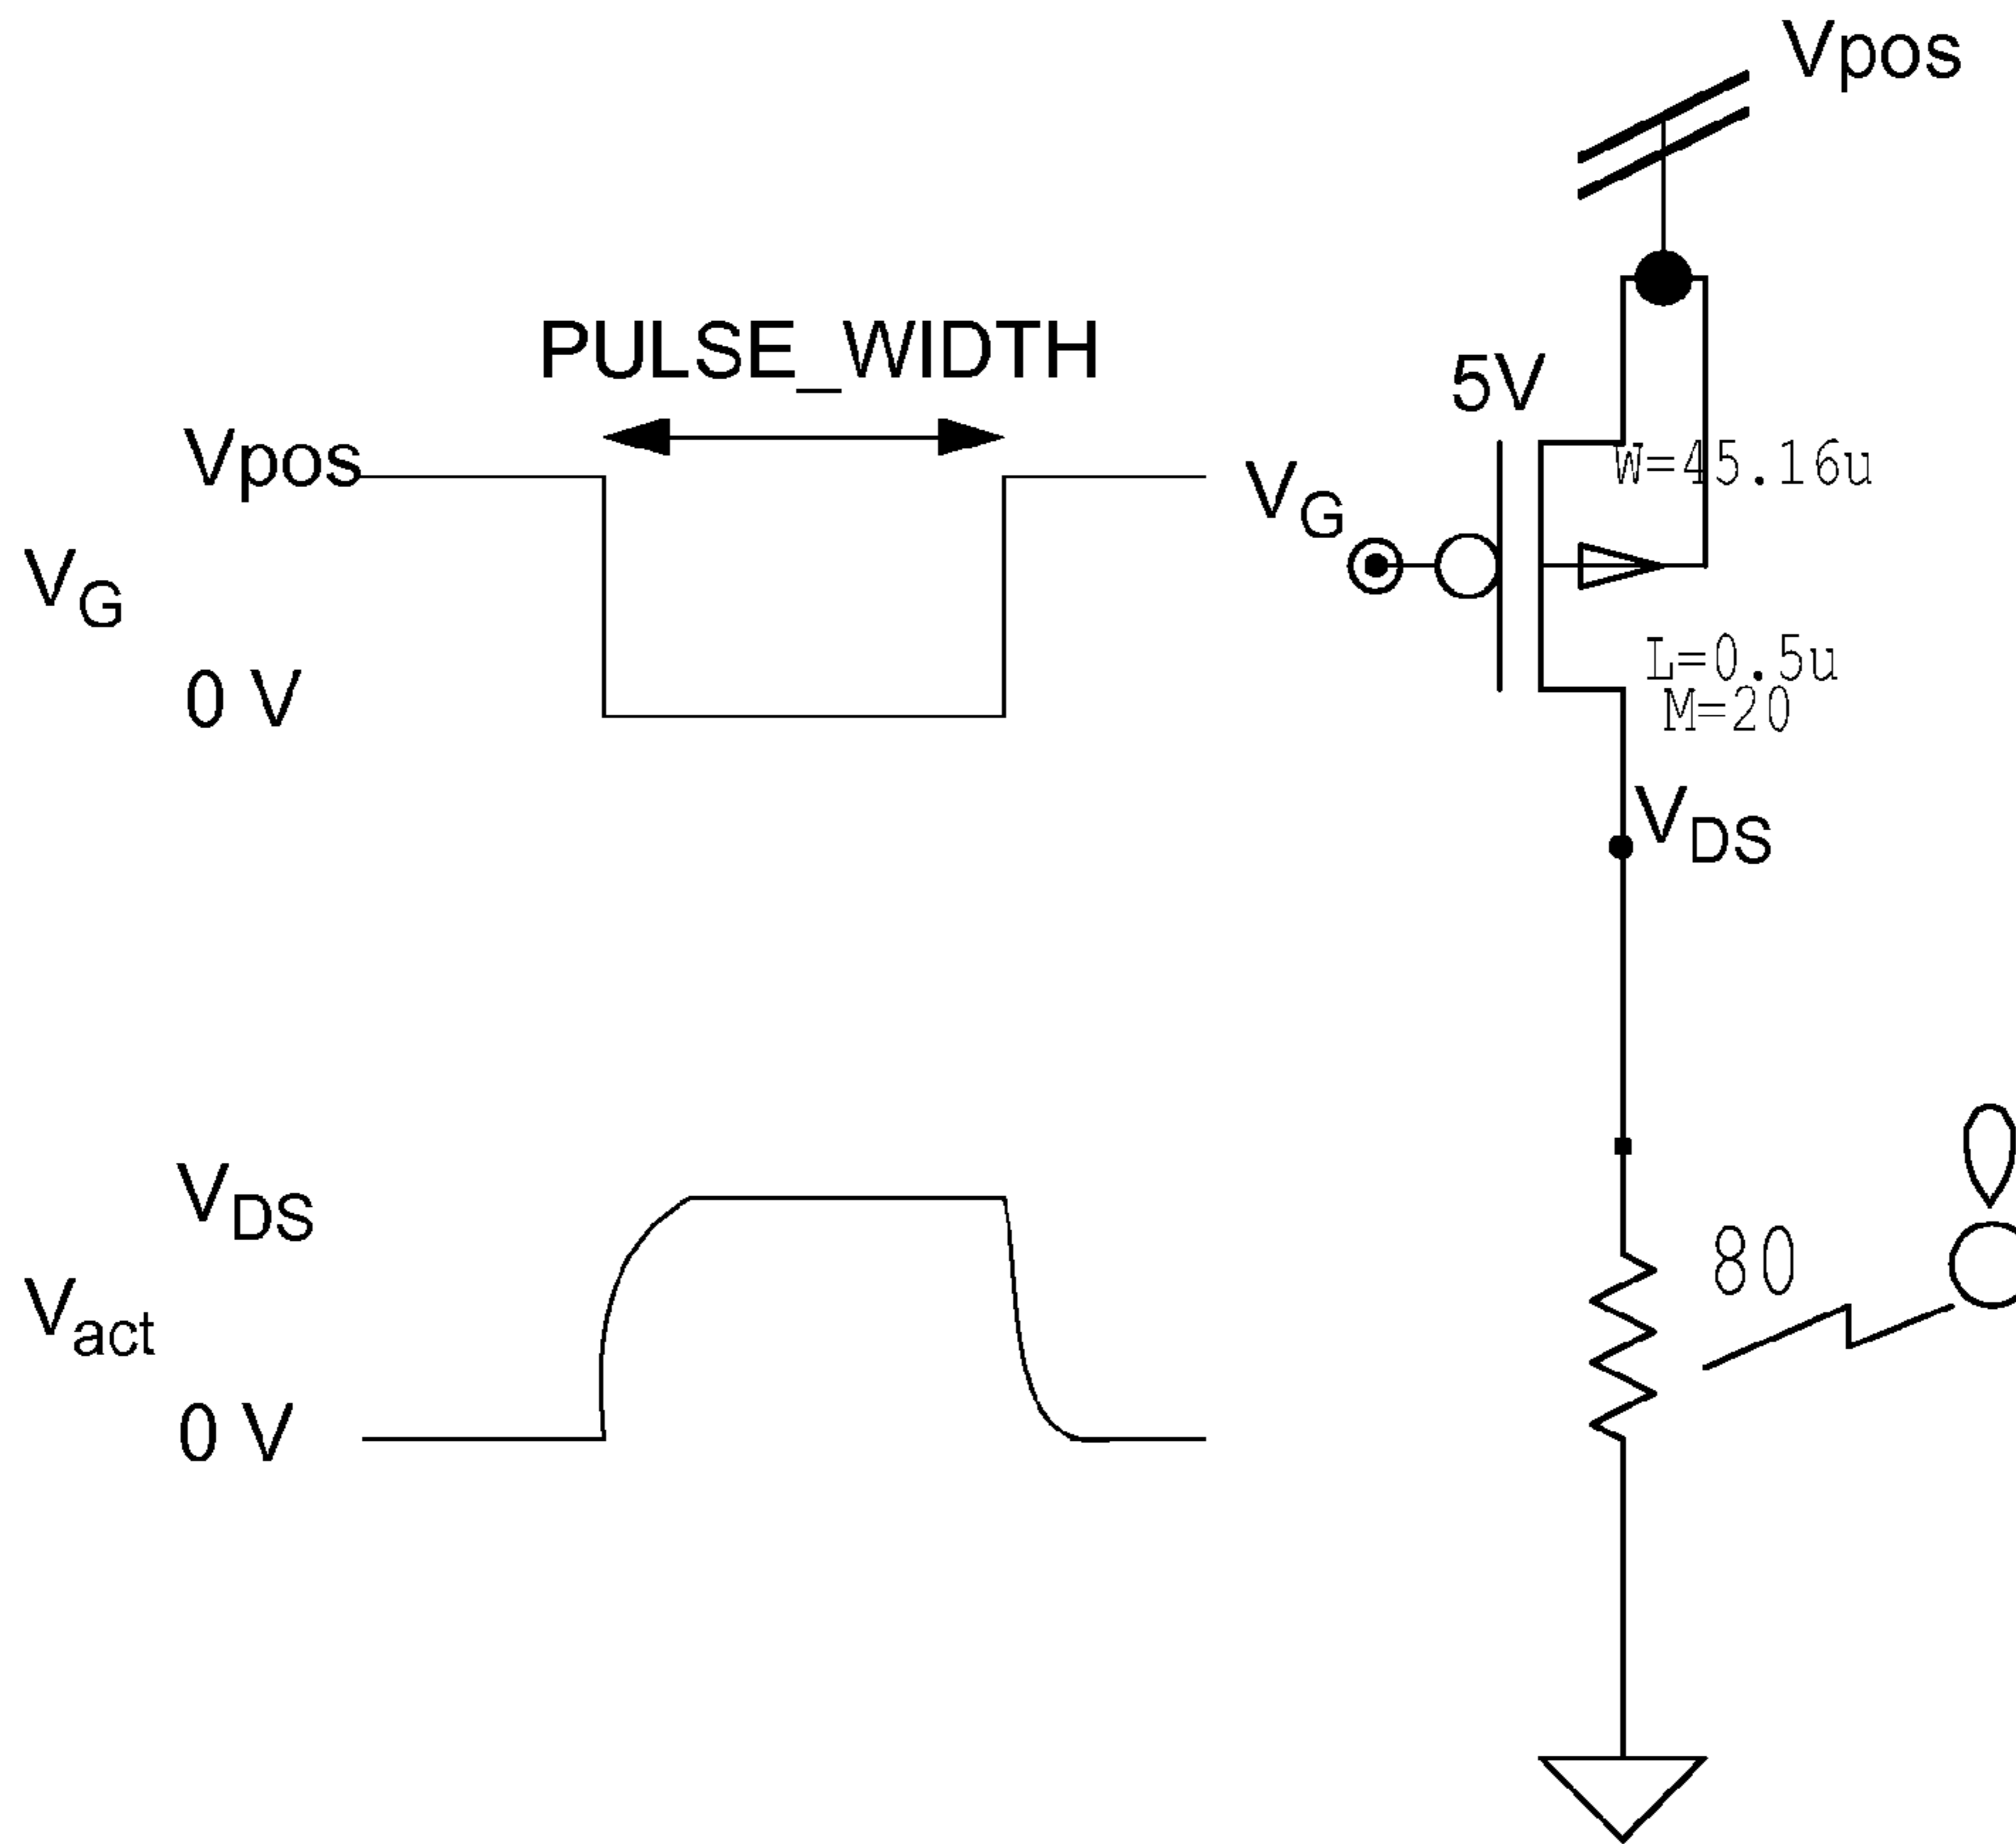 Vpos
PULSE_WIDTH
5V
Vpos
W=45.16u
VG
VG
0 V
L=0.5u
M=20
VDS
VDS
80
Vact
0 V